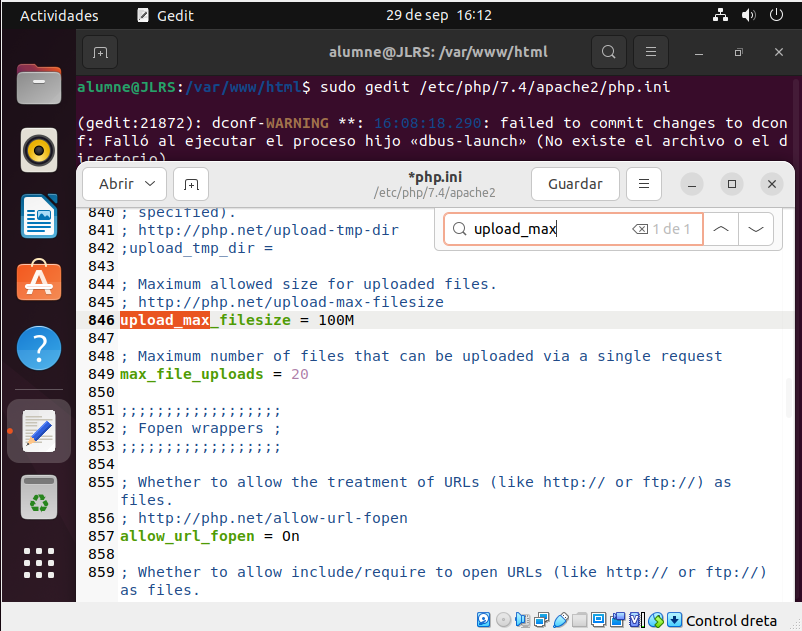 Actividades
Gedit
29 de sep 16:12
alumne@JLRS: /var/www/html
alumne@JLRS:/var/www/html$ sudo gedit /etc/php/7.4/apache2/php.ini
(gedit:21872): dconf-WARNING **: 16:08:18.290: failed to commit changes to dcon
f: Falló al ejecutar el proceso hijo «dbus-launch» (No existe el archivo o el d
irectorio)
Abrir
*php.ini
/etc/php/7.4/apache2
Guardar
upload_max
1 de 1
840 ; specified).
841 ; http://php.net/upload-tmp-dir
842 ;upload_tmp_dir =
843
844 ; Maximum allowed size for uploaded files.
845 ; http://php.net/upload-max-filesize
846 upload_max_filesize = 100M
847
848 ; Maximum number of files that can be uploaded via a single request
849 max_file_uploads = 20
850
851 ;;;;;;;;;;;;;;;;;;
852 ; Fopen wrappers ;
853 ;;;;;;;;;;;;;;;;;;
854
855 ; Whether to allow the treatment of URLs (like http:// or ftp://) as
files.
856 ; http://php.net/allow-url-fopen
857 allow_url_fopen = On
858
859 ; Whether to allow include/require to open URLs (like http:// or ftp://)
as files.
Control dreta